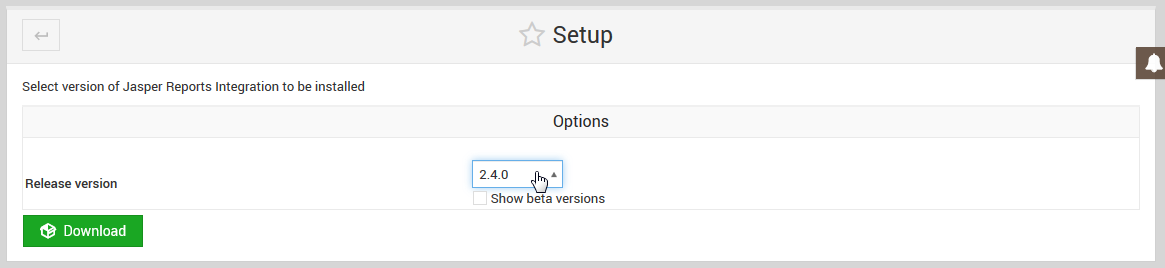 Setup
Select version of Jasper Reports Integration to be installed
Options
Release version
2.4.0
Show beta versions
Download